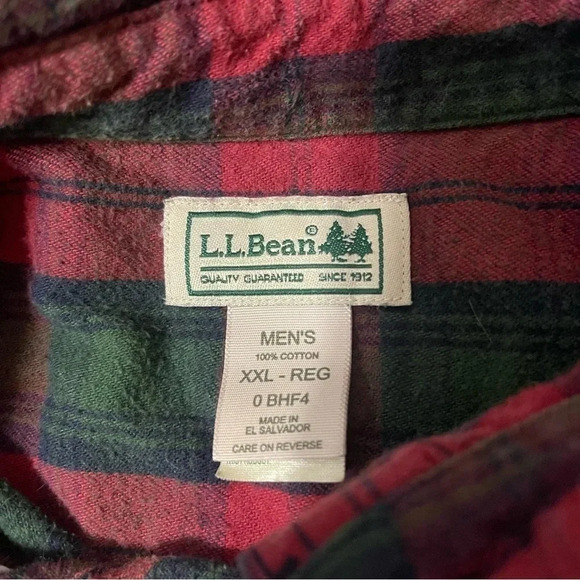 L.L.Bean®
QUALITY GUARANTEED SINCE 1912
MEN'S
100% COTTON
XXL - REG
0 BHF4
MADE IN
EL SALVADOR
CARE ON REVERSE